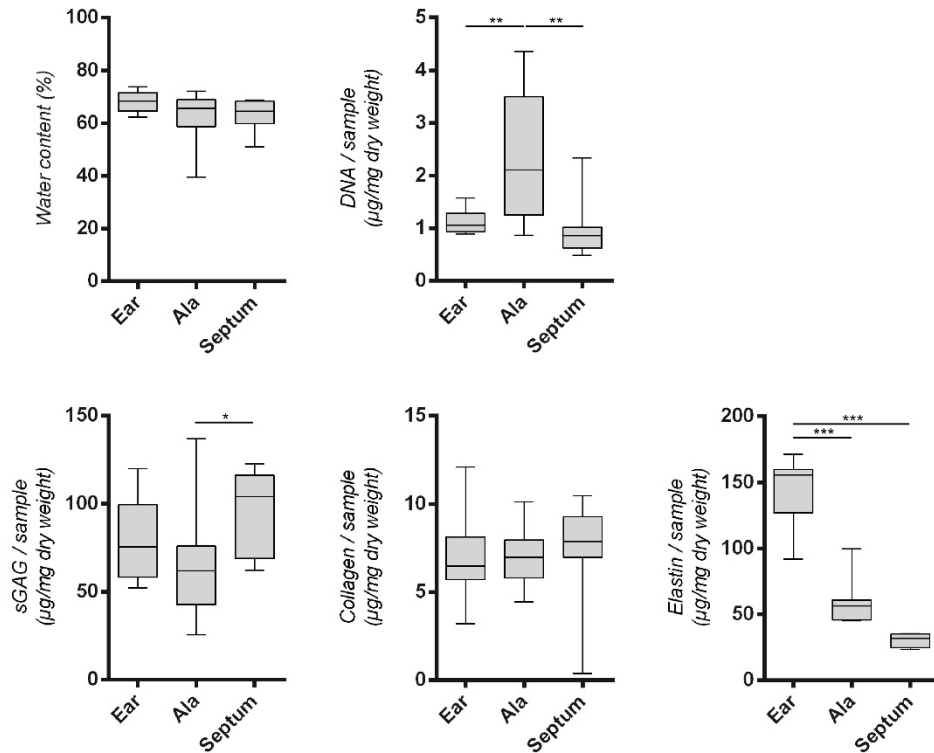 Water content (%)
100
80
60
40
20
0
Ear
Ala
Septum
DNA / sample
(µg/mg dry weight)
5
4
3
2
1
0
**
**
Ear
Ala
Septum
sGAG / sample
(µg/mg dry weight)
150
100
50
0
*
Ear
Ala
Septum
Collagen / sample
(µg/mg dry weight)
15
10
5
0
Ear
Ala
Septum
Elastin / sample
(µg/mg dry weight)
200
150
100
50
0
***
***
Ear
Ala
Septum